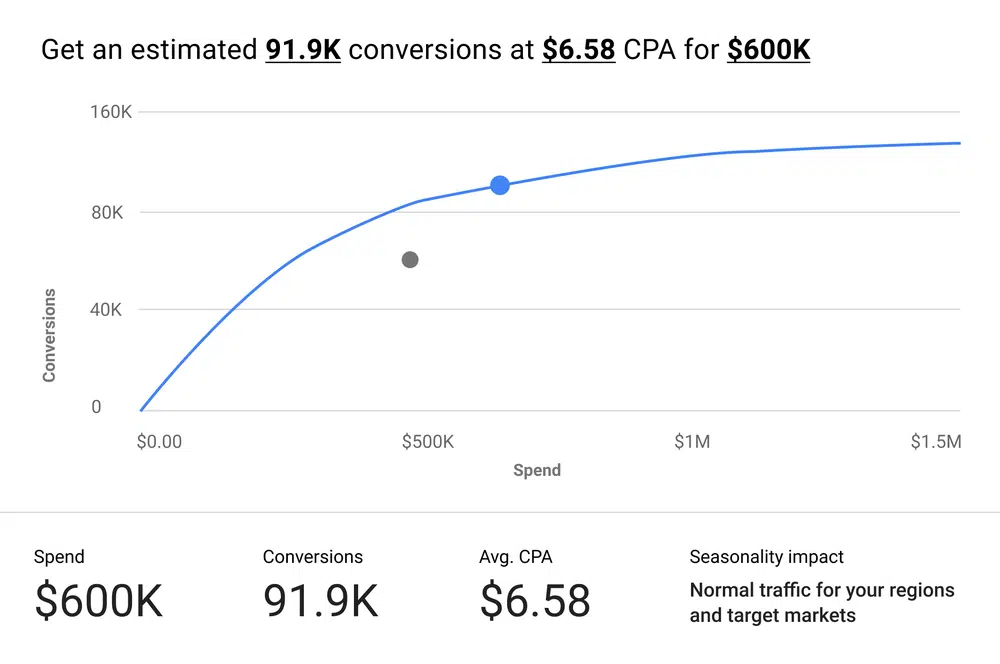 Get an estimated 91.9K conversions at $6.58 CPA for $600K
160K
80K
40K
0
Conversions
$0.00 $500K $1M $1.5M
Spend
Spend Conversions Avg. CPA Seasonality impact
$600K 91.9K $6.58 Normal traffic for your regions
and target markets